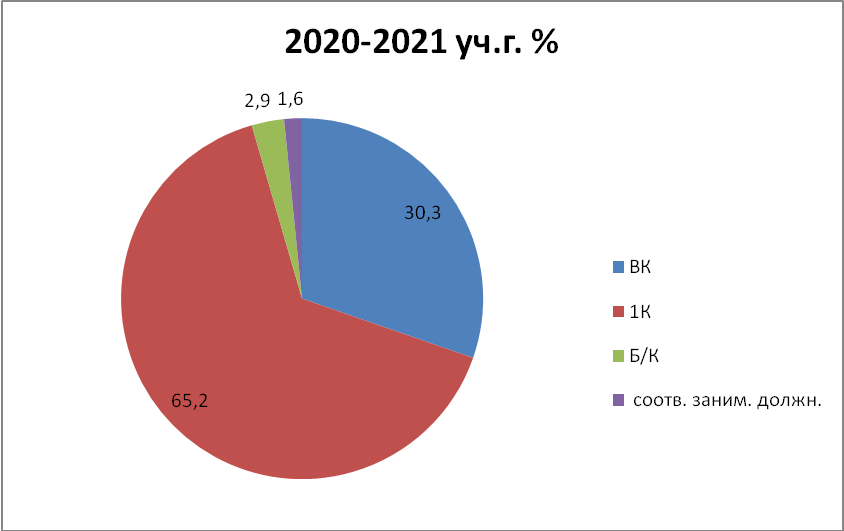 2020-2021 уч.г. %
2,9
1,6
30,3
65,2
ВК
1К
Б/К
соотв. заним. должн.